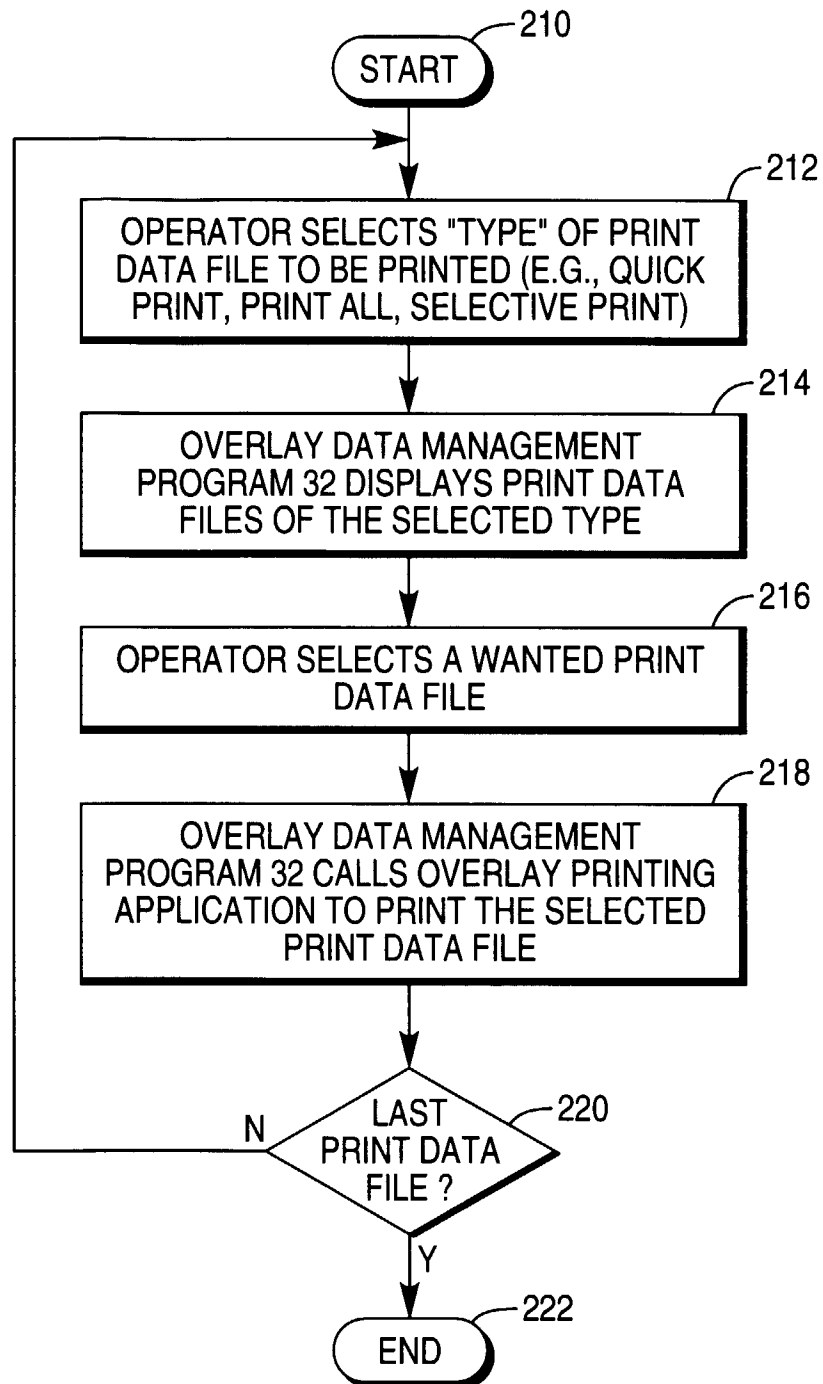 210
START
212
OPERATOR SELECTS "TYPE" OF PRINT
DATA FILE TO BE PRINTED (E.G., QUICK
PRINT, PRINT ALL, SELECTIVE PRINT)
214
OVERLAY DATA MANAGEMENT
PROGRAM 32 DISPLAYS PRINT DATA
FILES OF THE SELECTED TYPE
216
OPERATOR SELECTS A WANTED PRINT
DATA FILE
218
OVERLAY DATA MANAGEMENT
PROGRAM 32 CALLS OVERLAY PRINTING
APPLICATION TO PRINT THE SELECTED
PRINT DATA FILE
220
N
LAST
PRINT DATA
FILE ?
Y
222
END